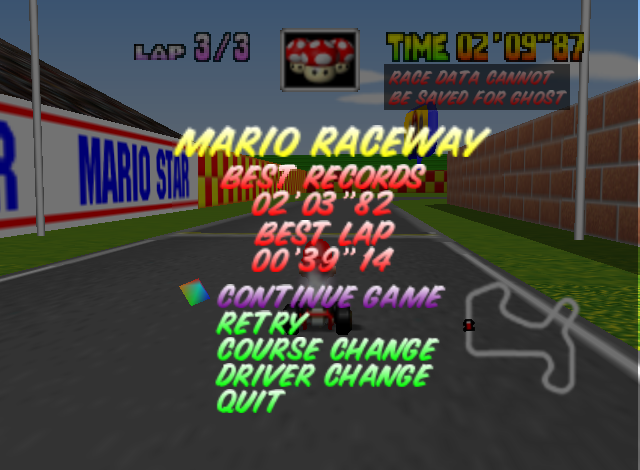 LAP 3/3
TIME 02'09"87
RACE DATA CANNOT
BE SAVED FOR GHOST
MARIO RACEWAY
BEST RECORDS
02'03"82
BEST LAP
00'39"14
R
MARIO STAR
CONTINUE GAME
RETRY
COURSE CHANGE
DRIVER CHANGE
QUIT